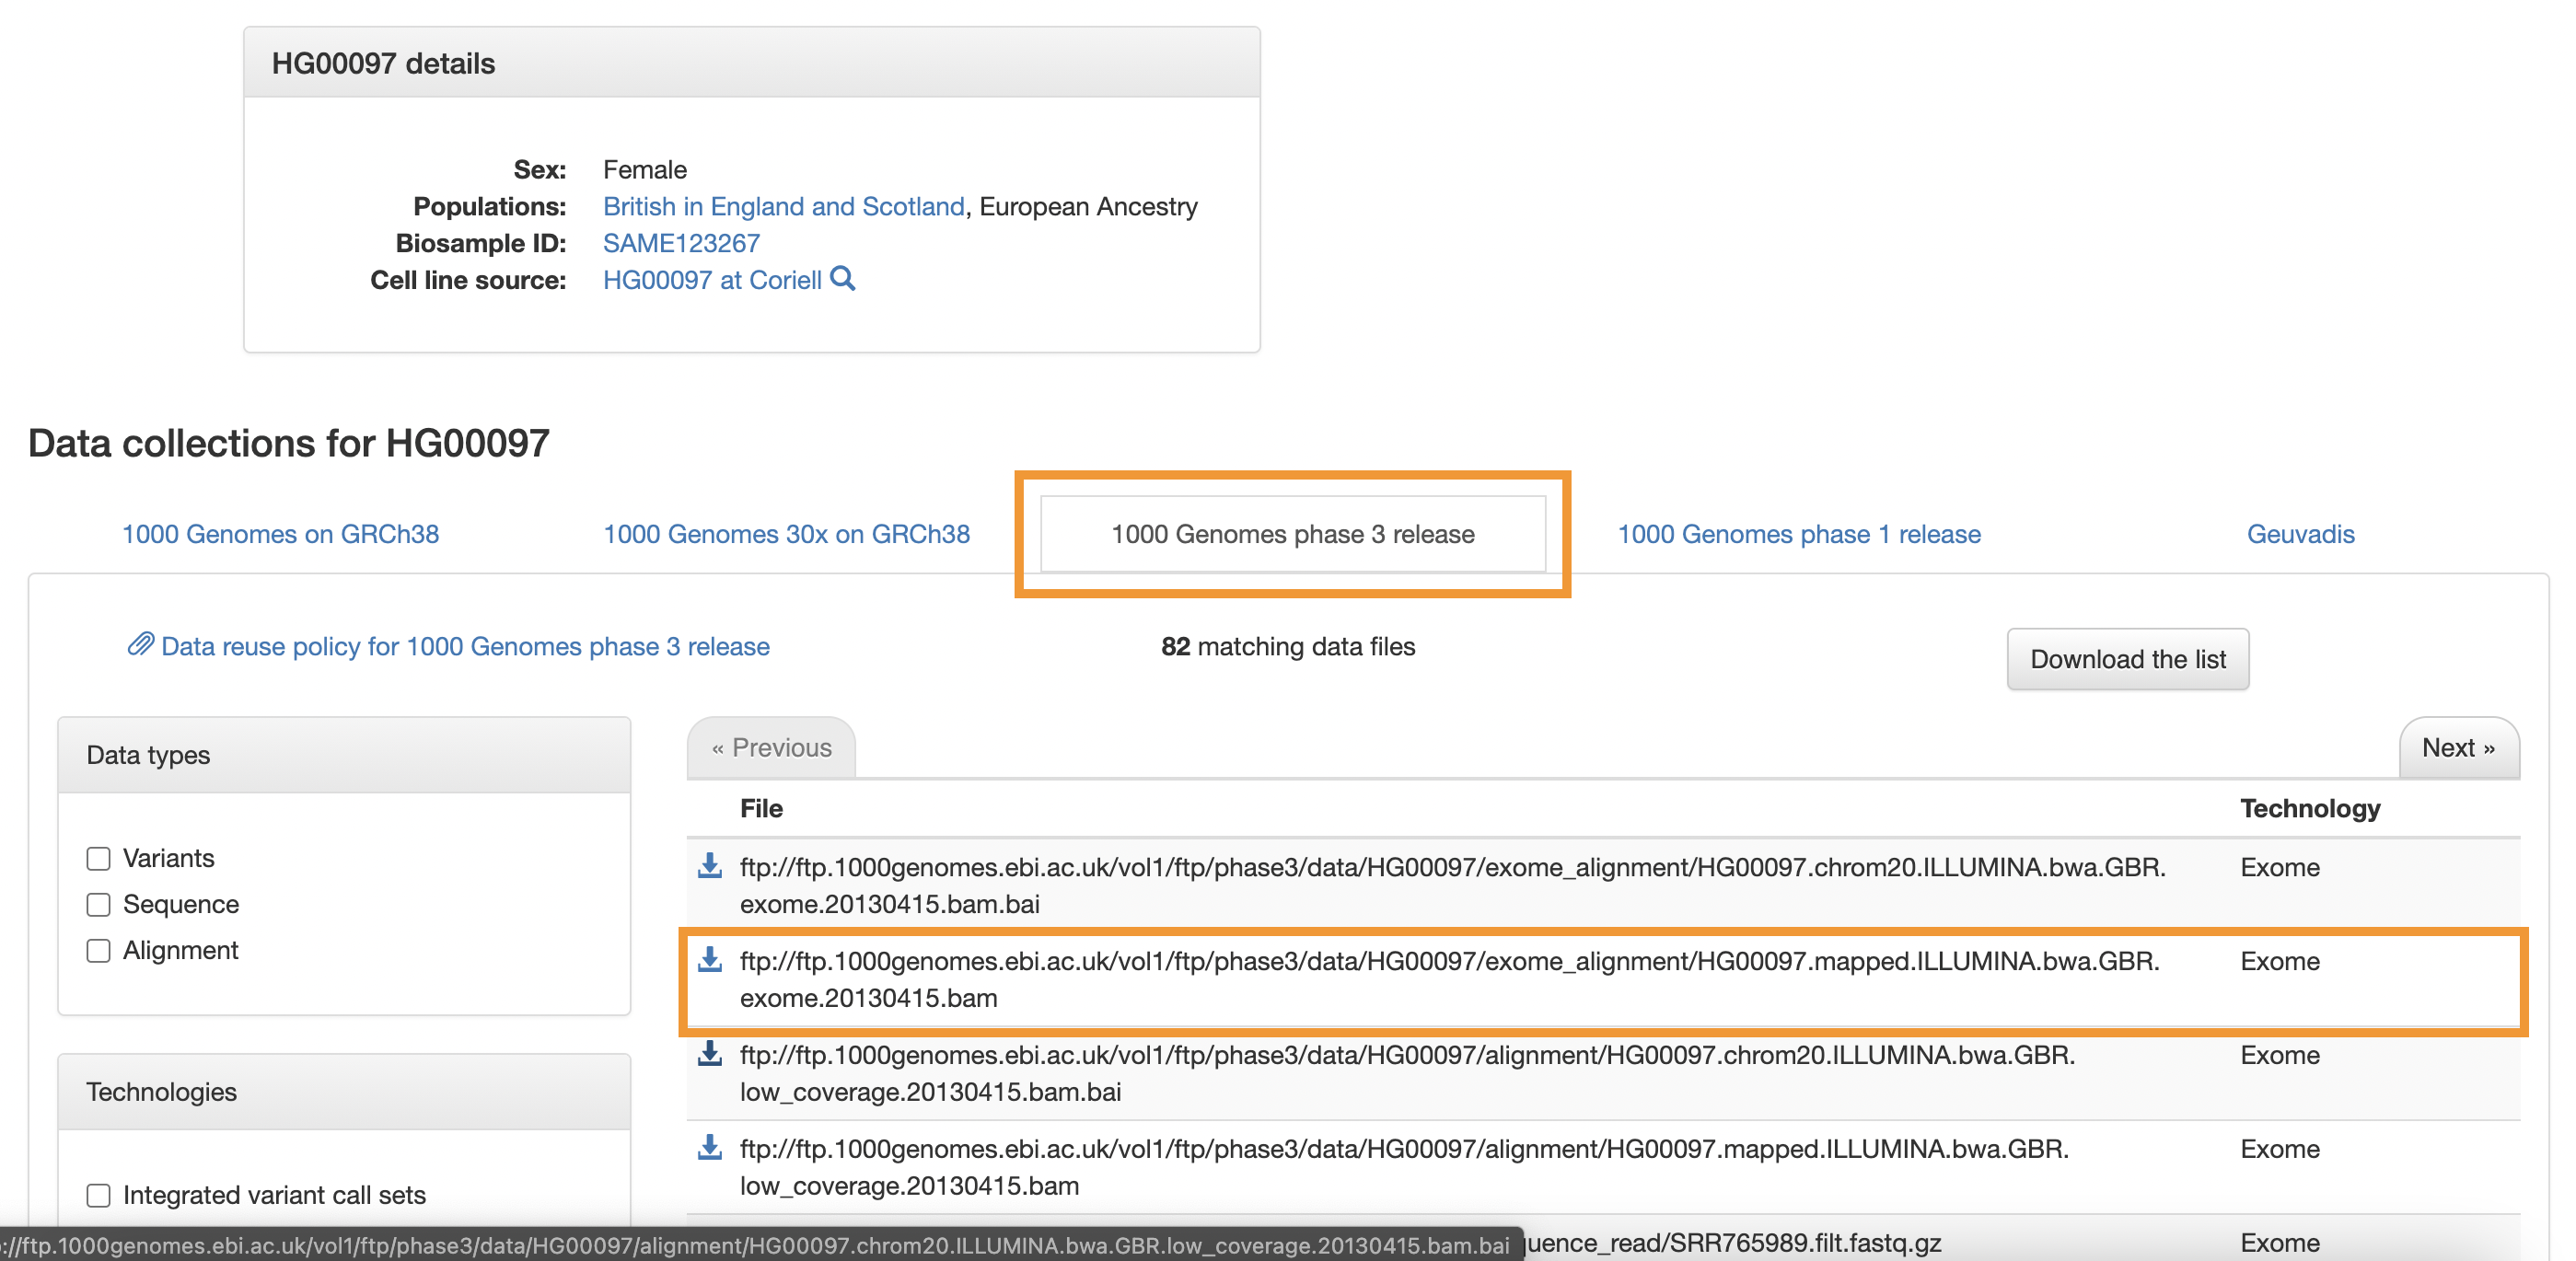 HG00097 details
Sex: Female
Populations: British in England and Scotland, European Ancestry
Biosample ID: SAME123267
Cell line source: HG00097 at Coriell
Data collections for HG00097
1000 Genomes on GRCh38
1000 Genomes 30x on GRCh38
1000 Genomes phase 3 release
1000 Genomes phase 1 release
Geuvadis
Data reuse policy for 1000 Genomes phase 3 release
82 matching data files
Download the list
Data types
Variants
Sequence
Alignment
Technologies
Integrated variant call sets
« Previous
Next »
File Technology
ftp://ftp.1000genomes.ebi.ac.uk/vol1/ftp/phase3/data/HG00097/exome_alignment/HG00097.chrom20.ILLUMINA.bwa.GBR. Exome
exome.20130415.bam.bai
ftp://ftp.1000genomes.ebi.ac.uk/vol1/ftp/phase3/data/HG00097/exome_alignment/HG00097.mapped.ILLUMINA.bwa.GBR. Exome
exome.20130415.bam
ftp://ftp.1000genomes.ebi.ac.uk/vol1/ftp/phase3/data/HG00097/alignment/HG00097.chrom20.ILLUMINA.bwa.GBR. Exome
low_coverage.20130415.bam.bai
ftp://ftp.1000genomes.ebi.ac.uk/vol1/ftp/phase3/data/HG00097/alignment/HG00097.mapped.ILLUMINA.bwa.GBR. Exome
low_coverage.20130415.bam
uence_read/SRR765989.filt.fastq.gz Exome
://ftp.1000genomes.ebi.ac.uk/vol1/ftp/phase3/data/HG00097/alignment/HG00097.chrom20.ILLUMINA.bwa.GBR.low_coverage.20130415.bam.bai